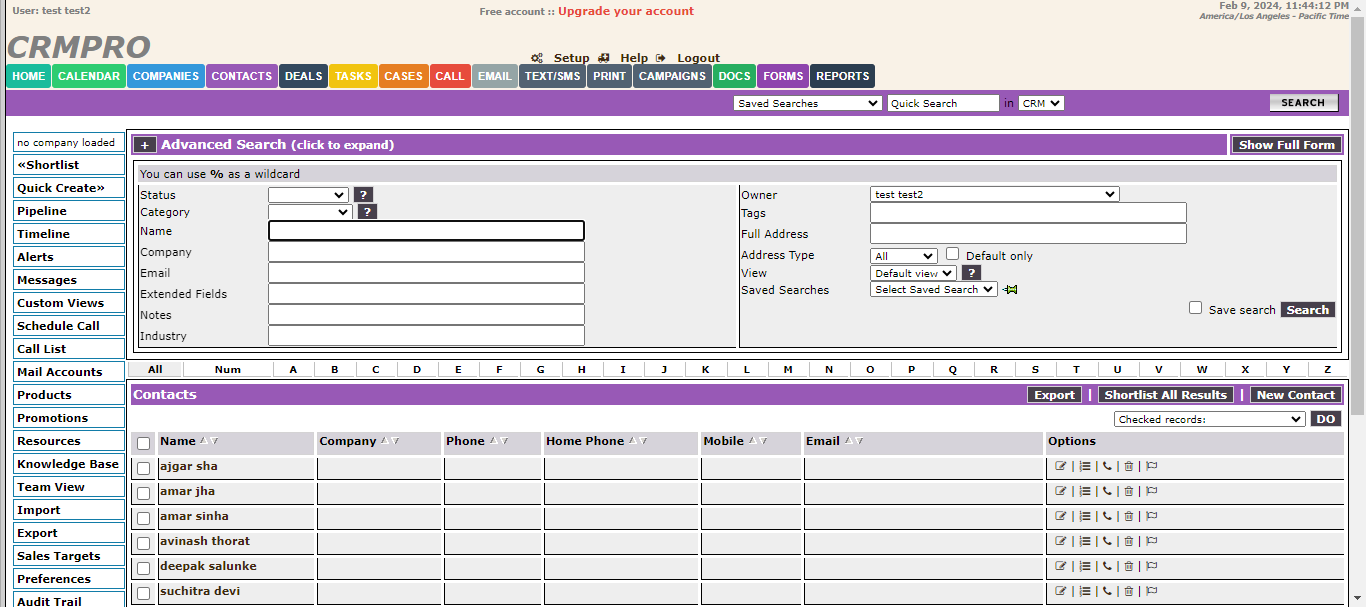 User: test test2
Free account :: Upgrade your account
Feb 9, 2024, 11:44:12 PM
America/Los Angeles - Pacific Time
CRMPRO
Setup Help Logout
HOME CALENDAR COMPANIES CONTACTS DEALS TASKS CASES CALL EMAIL TEXT/SMS PRINT CAMPAIGNS DOCS FORMS REPORTS
Saved Searches Quick Search in CRM SEARCH
no company loaded
«Shortlist
Quick Create»
Pipeline
Timeline
Alerts
Messages
Custom Views
Schedule Call
Call List
Mail Accounts
Products
Promotions
Resources
Knowledge Base
Team View
Import
Export
Sales Targets
Preferences
Audit Trail
+ Advanced Search (click to expand) Show Full Form
You can use % as a wildcard
Status ?
Category ?
Name
Company
Email
Extended Fields
Notes
Industry
Owner test test2
Tags
Full Address
Address Type All Default only
View Default view ?
Saved Searches Select Saved Search
Save search Search
All Num A B C D E F G H I J K L M N O P Q R S T U V W X Y Z
Contacts Export | Shortlist All Results | New Contact
Checked records: DO
Name Company Phone Home Phone Mobile Email Options
ajgar sha | | | |
amar jha | | | |
amar sinha | | | |
avinash thorat | | | |
deepak salunke | | | |
suchitra devi | | | |